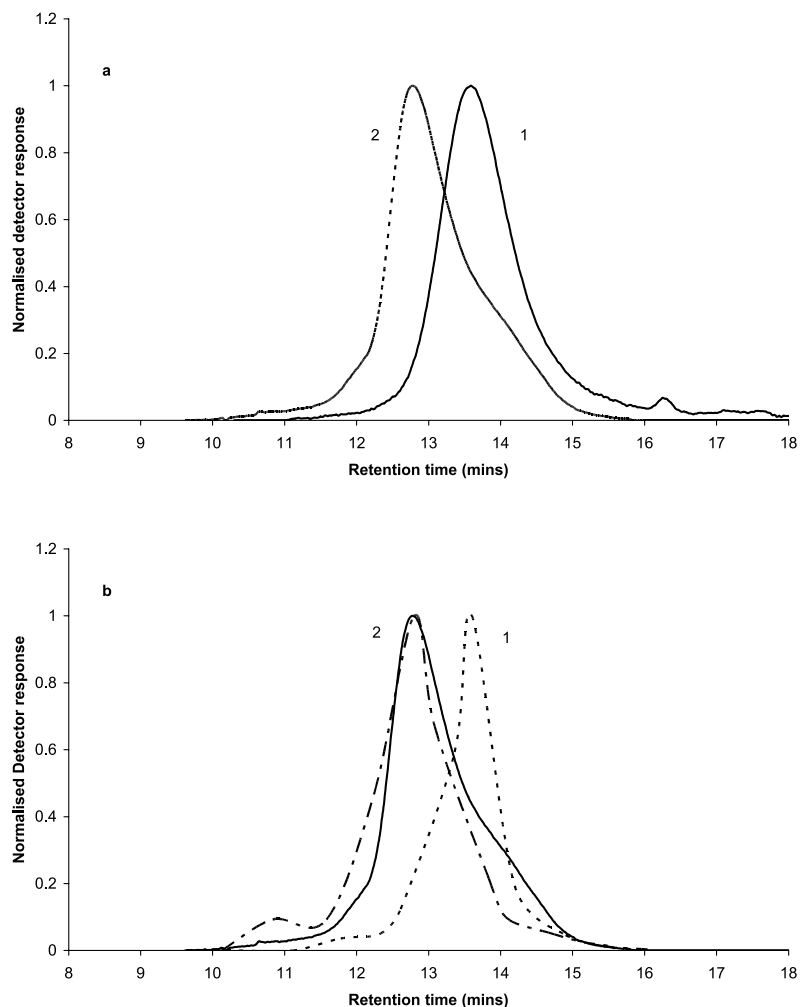 1.2
a
1
2
1
0.8
0.6
0.4
0.2
0
Normalised detector response
8 9 10 11 12 13 14 15 16 17 18
Retention time (mins)
1.2
b
1
2
1
0.8
0.6
0.4
0.2
0
Normalised Detector response
8 9 10 11 12 13 14 15 16 17 18
Retention time (mins)